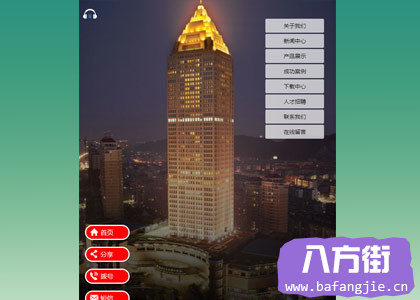 关于我们
新闻中心
产品展示
成功案例
下载中心
人才招聘
联系我们
在线留言
首页
分享
拨号
短信
八方街
www.bafangjie.cn